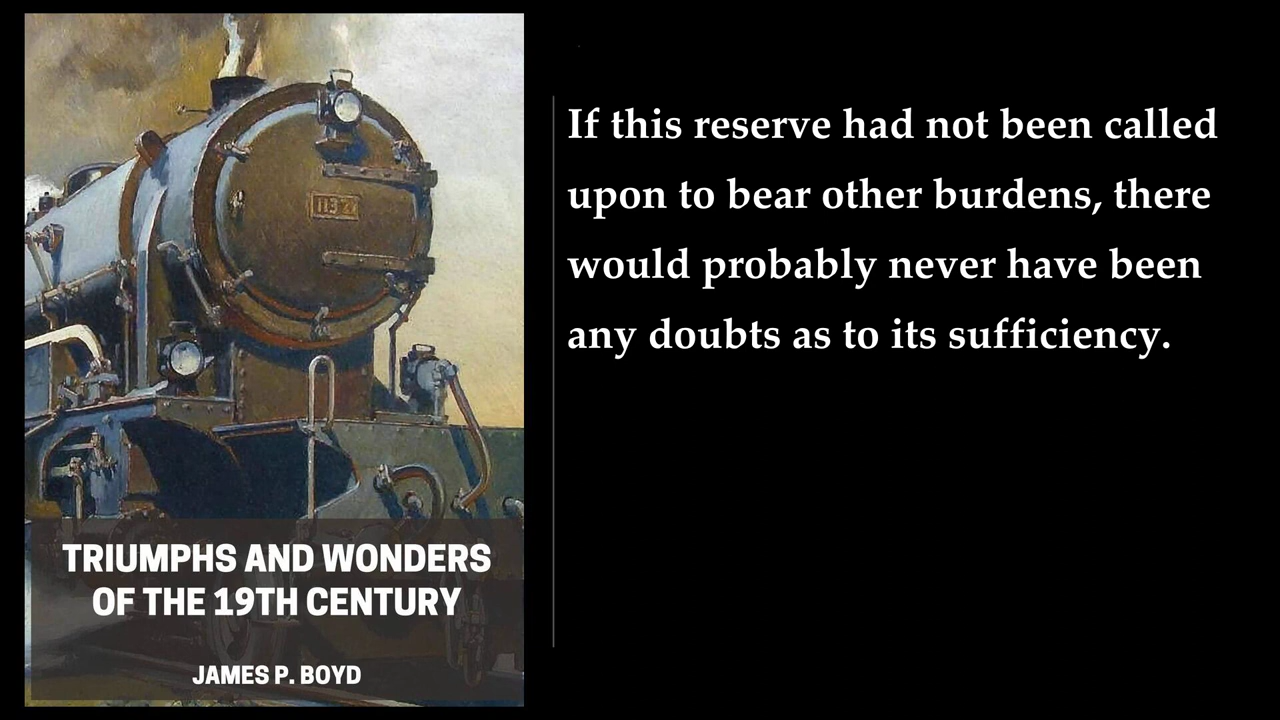 If this reserve had not been called
upon to bear other burdens, there
would probably never have been
any doubts as to its sufficiency.
TRIUMPHS AND WONDERS
OF THE 19TH CENTURY
JAMES P. BOYD